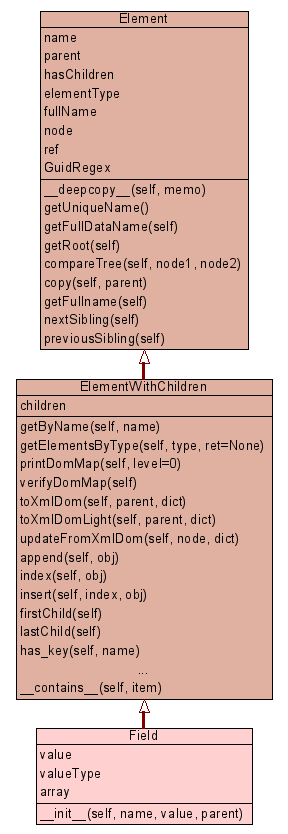 Element
name
parent
hasChildren
elementType
fullName
node
ref
GuidRegex
__deepcopy__(self, memo)
getUniqueName()
getFullDataName(self)
getRoot(self)
compareTree(self, node1, node2)
copy(self, parent)
getFullname(self)
nextSibling(self)
previousSibling(self)
ElementWithChildren
children
getByName(self, name)
getElementsByType(self, type, ret=None)
printDomMap(self, level=0)
verifyDomMap(self)
toXmlDom(self, parent, dict)
toXmlDomLight(self, parent, dict)
updateFromXmlDom(self, node, dict)
append(self, obj)
index(self, obj)
insert(self, index, obj)
firstChild(self)
lastChild(self)
has_key(self, name)
...
__contains__(self, item)
Field
value
valueType
array
__init__(self, name, value, parent)